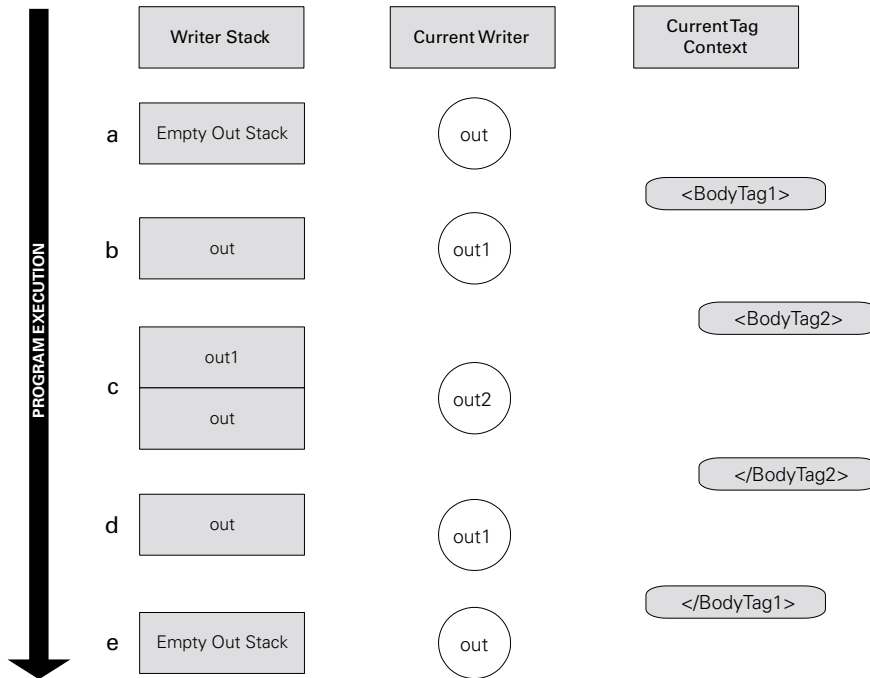 Writer Stack
Current Writer
Current Tag
Context
a
Empty Out Stack
out
<BodyTag1>
b
out
out1
<BodyTag2>
c
out1
out
out2
</BodyTag2>
d
out
out1
</BodyTag1>
e
Empty Out Stack
out
PROGRAM EXECUTION